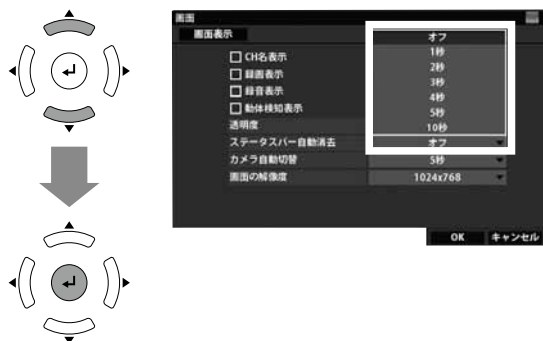 画面
画面表示
オフ
1秒
2秒
3秒
4秒
5秒
10秒
CH名表示
録画表示
録音表示
動体検知表示
透明度
ステータスバー自動消去 オフ
カメラ自動切替 5秒
画面の解像度 1024x768
OK キャンセル